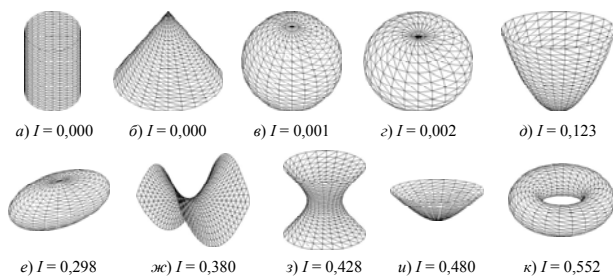 а) I = 0,000 б) I = 0,000 в) I = 0,001 г) I = 0,002 д) I = 0,123
е) I = 0,298 ж) I = 0,380 з) I = 0,428 и) I = 0,480 к) I = 0,552